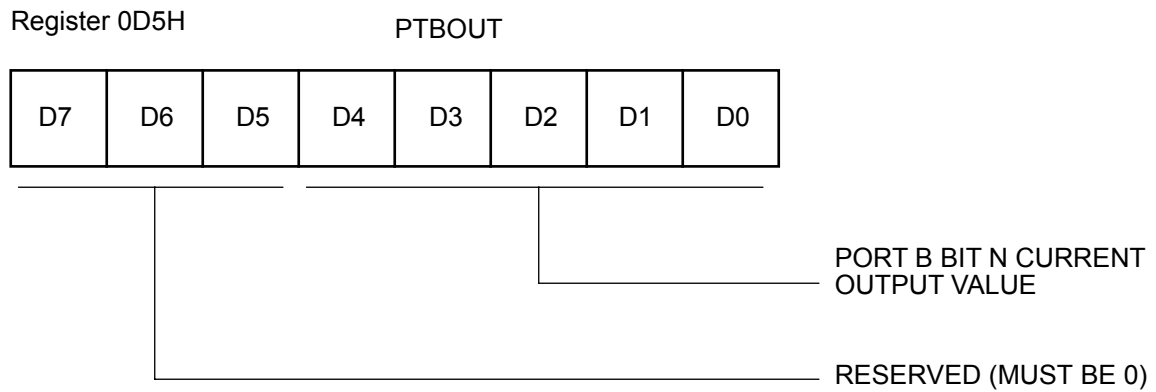 Register 0D5H
PTBOUT
D7 D6 D5 D4 D3 D2 D1 D0
PORT B BIT N CURRENT
OUTPUT VALUE
RESERVED (MUST BE 0)